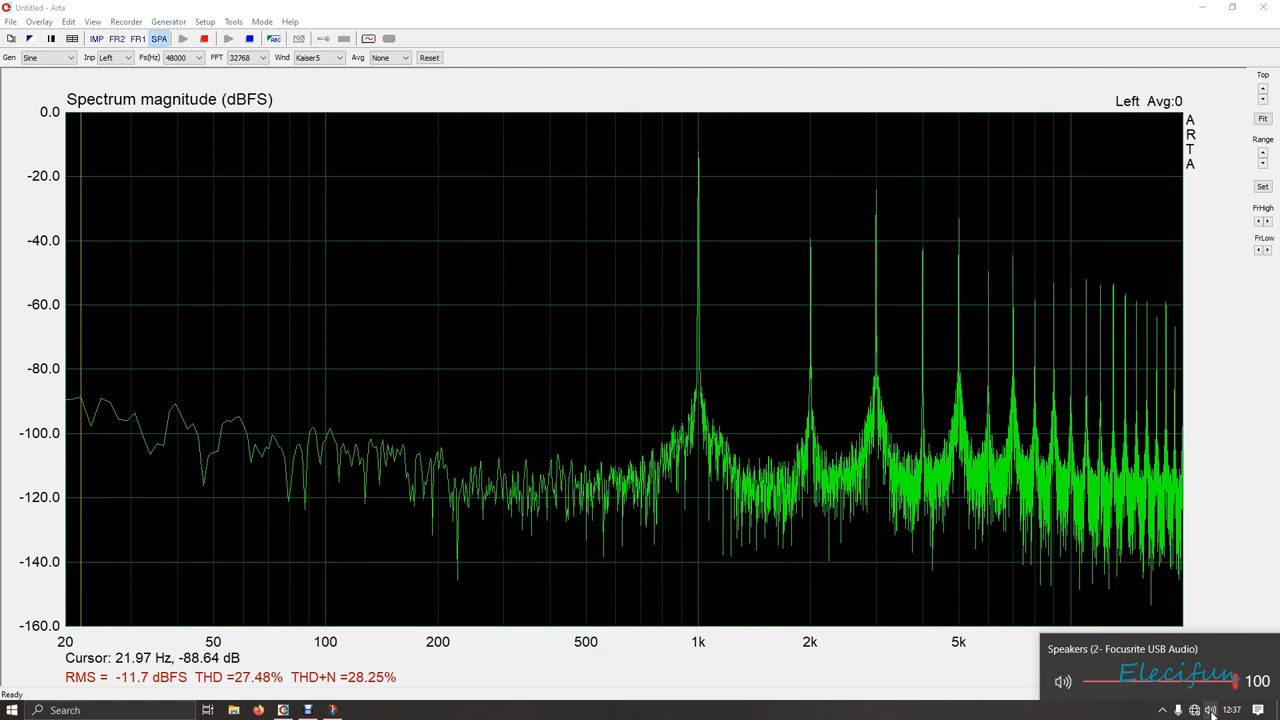 Untitled - Arta
File Overlay Edit View Recorder Generator Setup Tools Mode Help
IMP FR2 FR1 SPA ABC
Gen Sine Inp Left Fs(Hz) 48000 FFT 32768 Wnd Kaiser5 Avg None Reset
Top
Spectrum magnitude (dBFS) Left Avg:0
Fit
Range
Set
FrHigh
FrLow
A
R
T
A
0.0
-20.0
-40.0
-60.0
-80.0
-100.0
-120.0
-140.0
-160.0
20 50 100 200 500 1k 2k 5k
Cursor: 21.97 Hz, -88.64 dB
RMS = -11.7 dBFS THD =27.48% THD+N =28.25%
Speakers (2- Focusrite USB Audio)
Elecifun
100
Ready
Search
12:37